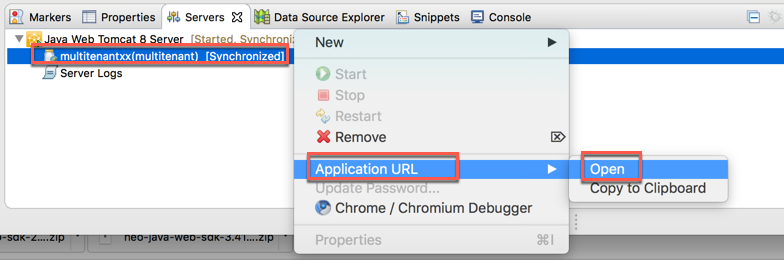 Markers Properties Servers Data Source Explorer Snippets Console
Java Web Tomcat 8 Server [Started, Synchroniz
multitenantxx(multitenant) [Synchronized]
Server Logs
New
Start
Stop
Restart
Remove
Application URL
Open
Update Password...
Copy to Clipboard
Chrome / Chromium Debugger
Properties ⌘I
-sdk-2....zip
neo-java-web-sdk-3.41....zip